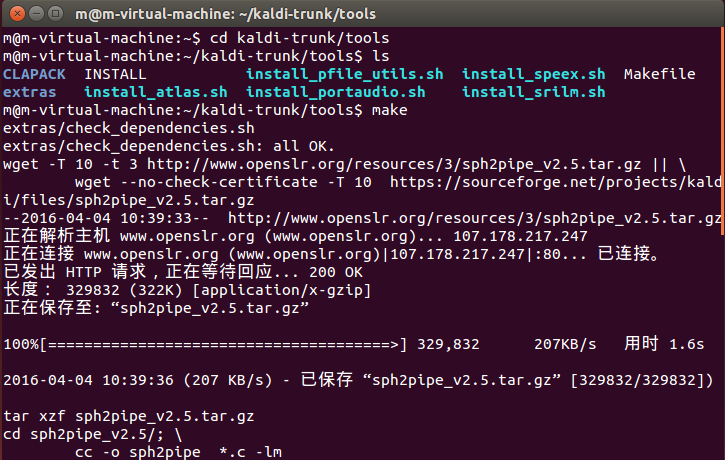 m@m-virtual-machine: ~/kaldi-trunk/tools
m@m-virtual-machine:~$ cd kaldi-trunk/tools
m@m-virtual-machine:~/kaldi-trunk/tools$ ls
CLAPACK  INSTALL           install_pfile_utils.sh  install_speex.sh  Makefile
extras   install_atlas.sh  install_portaudio.sh    install_srilm.sh
m@m-virtual-machine:~/kaldi-trunk/tools$ make
extras/check_dependencies.sh
extras/check_dependencies.sh: all OK.
wget -T 10 -t 3 http://www.openslr.org/resources/3/sph2pipe_v2.5.tar.gz || \
        wget --no-check-certificate -T 10  https://sourceforge.net/projects/kald
i/files/sph2pipe_v2.5.tar.gz
--2016-04-04 10:39:33--  http://www.openslr.org/resources/3/sph2pipe_v2.5.tar.gz
正在解析主机 www.openslr.org (www.openslr.org)... 107.178.217.247
正在连接 www.openslr.org (www.openslr.org)|107.178.217.247|:80... 已连接。
已发出 HTTP 请求，正在等待回应... 200 OK
长度： 329832 (322K) [application/x-gzip]
正在保存至: “sph2pipe_v2.5.tar.gz”
100%[======================================>] 329,832      207KB/s   用时 1.6s
2016-04-04 10:39:36 (207 KB/s) - 已保存 “sph2pipe_v2.5.tar.gz” [329832/329832])
tar xzf sph2pipe_v2.5.tar.gz
cd sph2pipe_v2.5/; \
        cc -o sph2pipe  *.c -lm